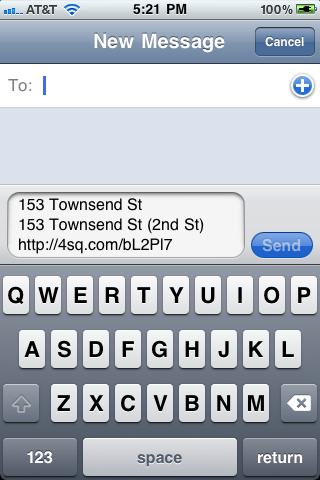 AT&T 5:21 PM 100%
New Message Cancel
To:
153 Townsend St
153 Townsend St (2nd St)
http://4sq.com/bL2Pl7
Send
Q W E R T Y U I O P
A S D F G H J K L
Z X C V B N M
123 space return